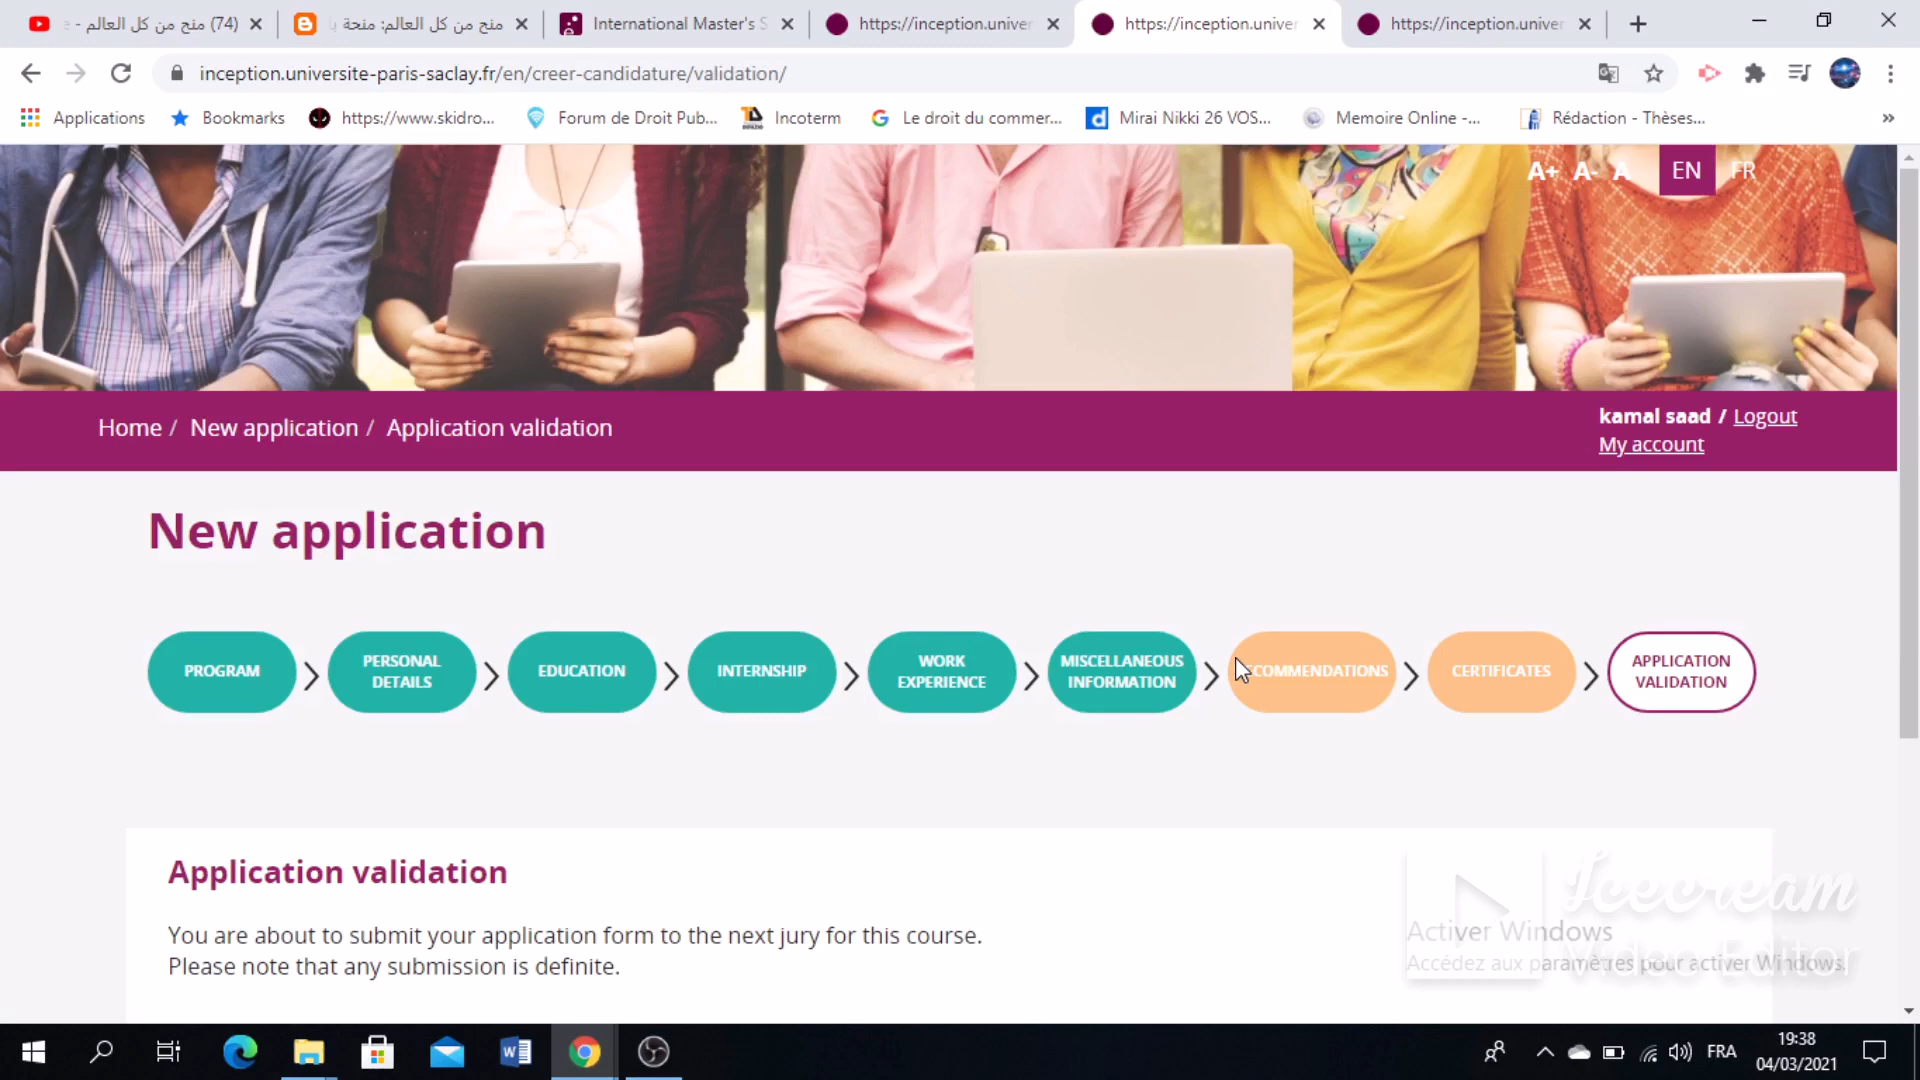 (74) منح من كل العالم -
منح من كل العالم: منحة با
International Master's S
https://inception.univer
https://inception.univer
https://inception.univer
inception.universite-paris-saclay.fr/en/creer-candidature/validation/
Applications
Bookmarks
https://www.skidro...
Forum de Droit Pub...
Incoterm
Le droit du commer...
Mirai Nikki 26 VOS...
Memoire Online -...
Rédaction - Thèses...
»
A+ A- A EN FR
Home / New application / Application validation
kamal saad / Logout
My account
New application
PROGRAM
PERSONAL
DETAILS
EDUCATION
INTERNSHIP
WORK
EXPERIENCE
MISCELLANEOUS
INFORMATION
COMMENDATIONS
CERTIFICATES
APPLICATION
VALIDATION
Application validation
You are about to submit your application form to the next jury for this course.
Please note that any submission is definite.
Icecream
Video Editor
Activer Windows
Accédez aux paramètres pour activer Windows.
FRA
19:38
04/03/2021